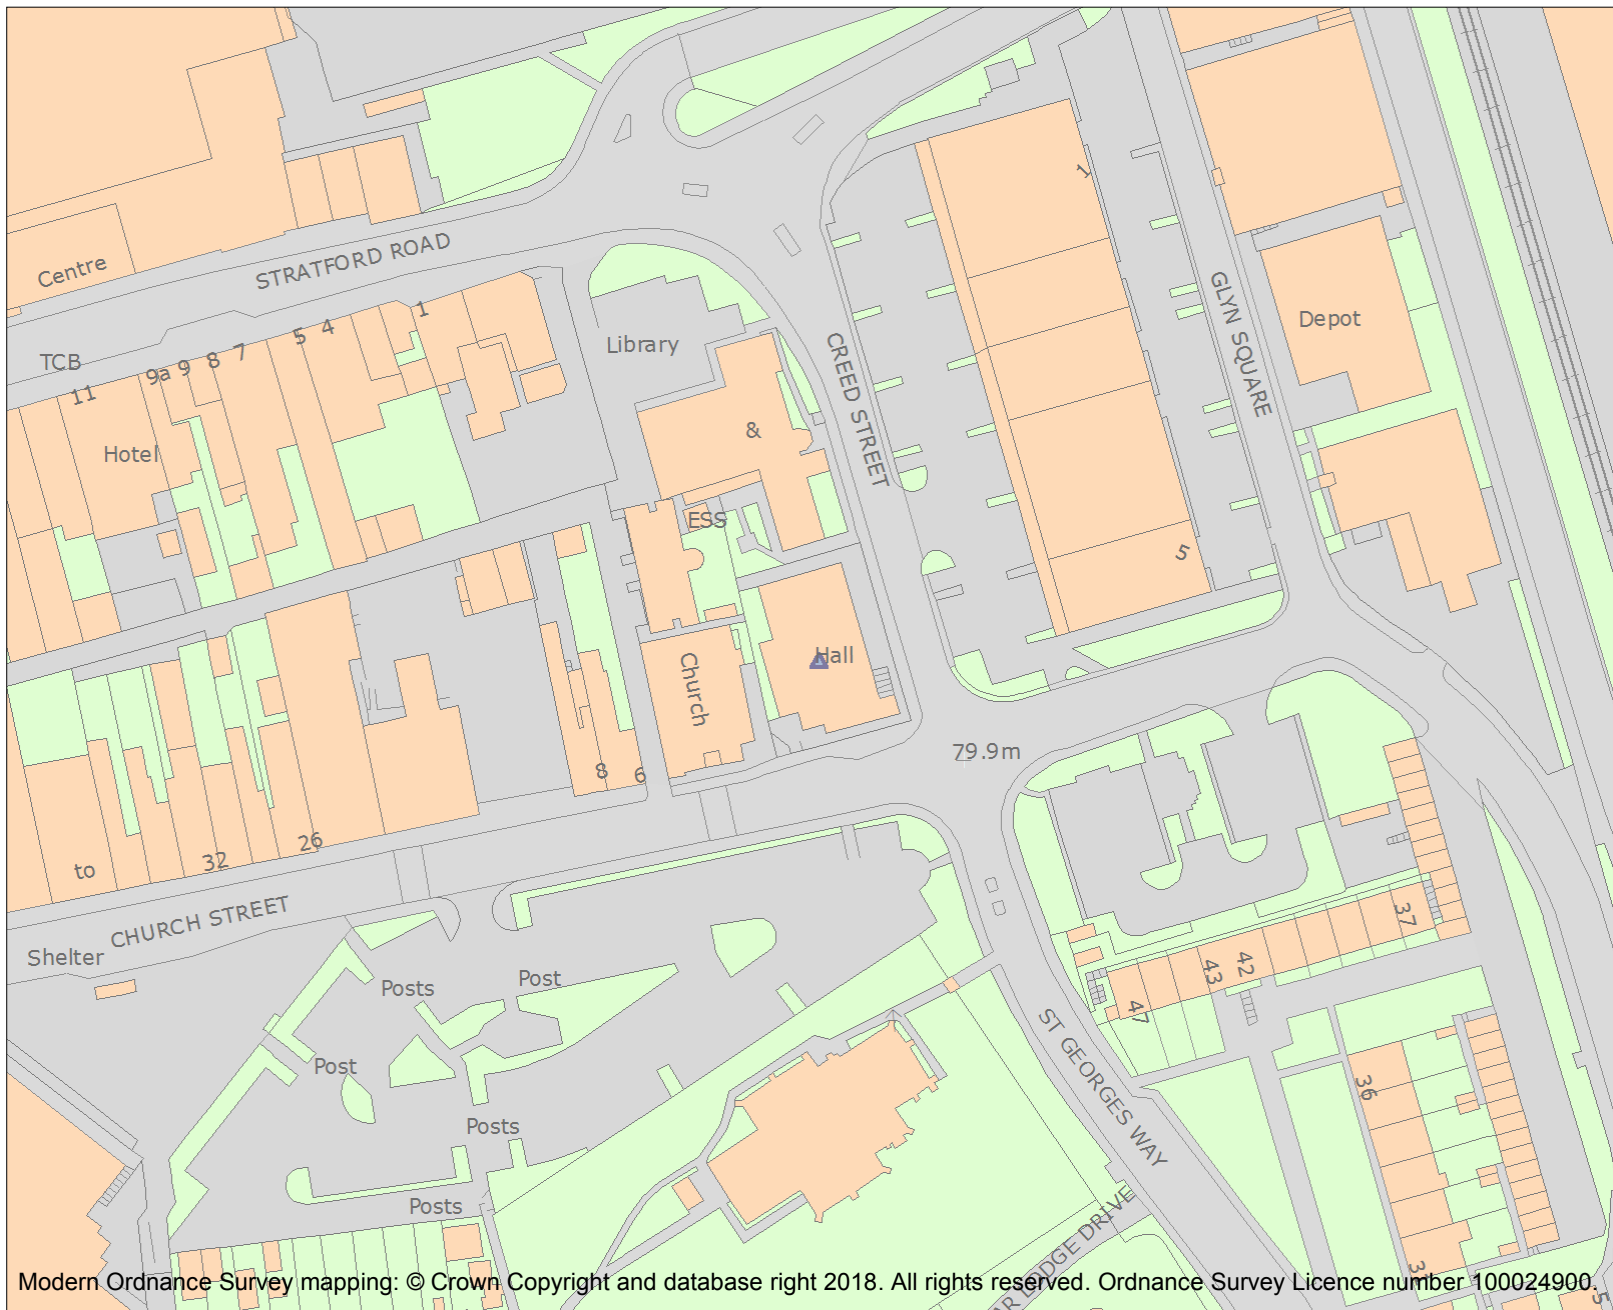 Centre
STRATFORD ROAD
TCB
11
9a
9
8
7
5
4
1
Hotel
Library
&
ESS
CREED STREET
1
5
GLYN SQUARE
Depot
Hall
Church
8
6
79.9m
to
32
26
CHURCH STREET
Shelter
Posts
Post
Post
Posts
Posts
37
42
43
47
36
ST GEORGES WAY
LODGE DRIVE
Modern Ordnance Survey mapping: © Crown Copyright and database right 2018. All rights reserved. Ordnance Survey Licence number 100024900.